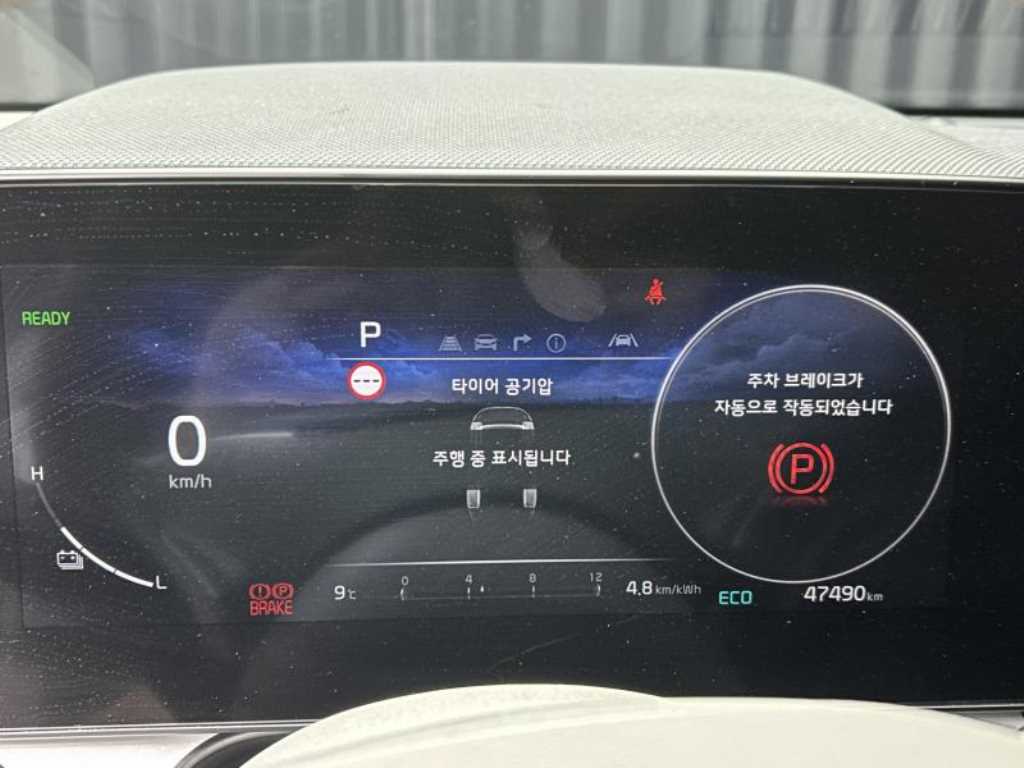 READY
P
타이어 공기압
주행 중 표시됩니다
0
km/h
H
L
주차 브레이크가
자동으로 작동되었습니다
P
P
BRAKE
9℃
0 4 8 12
4.8 km/kWh
ECO
47490 km